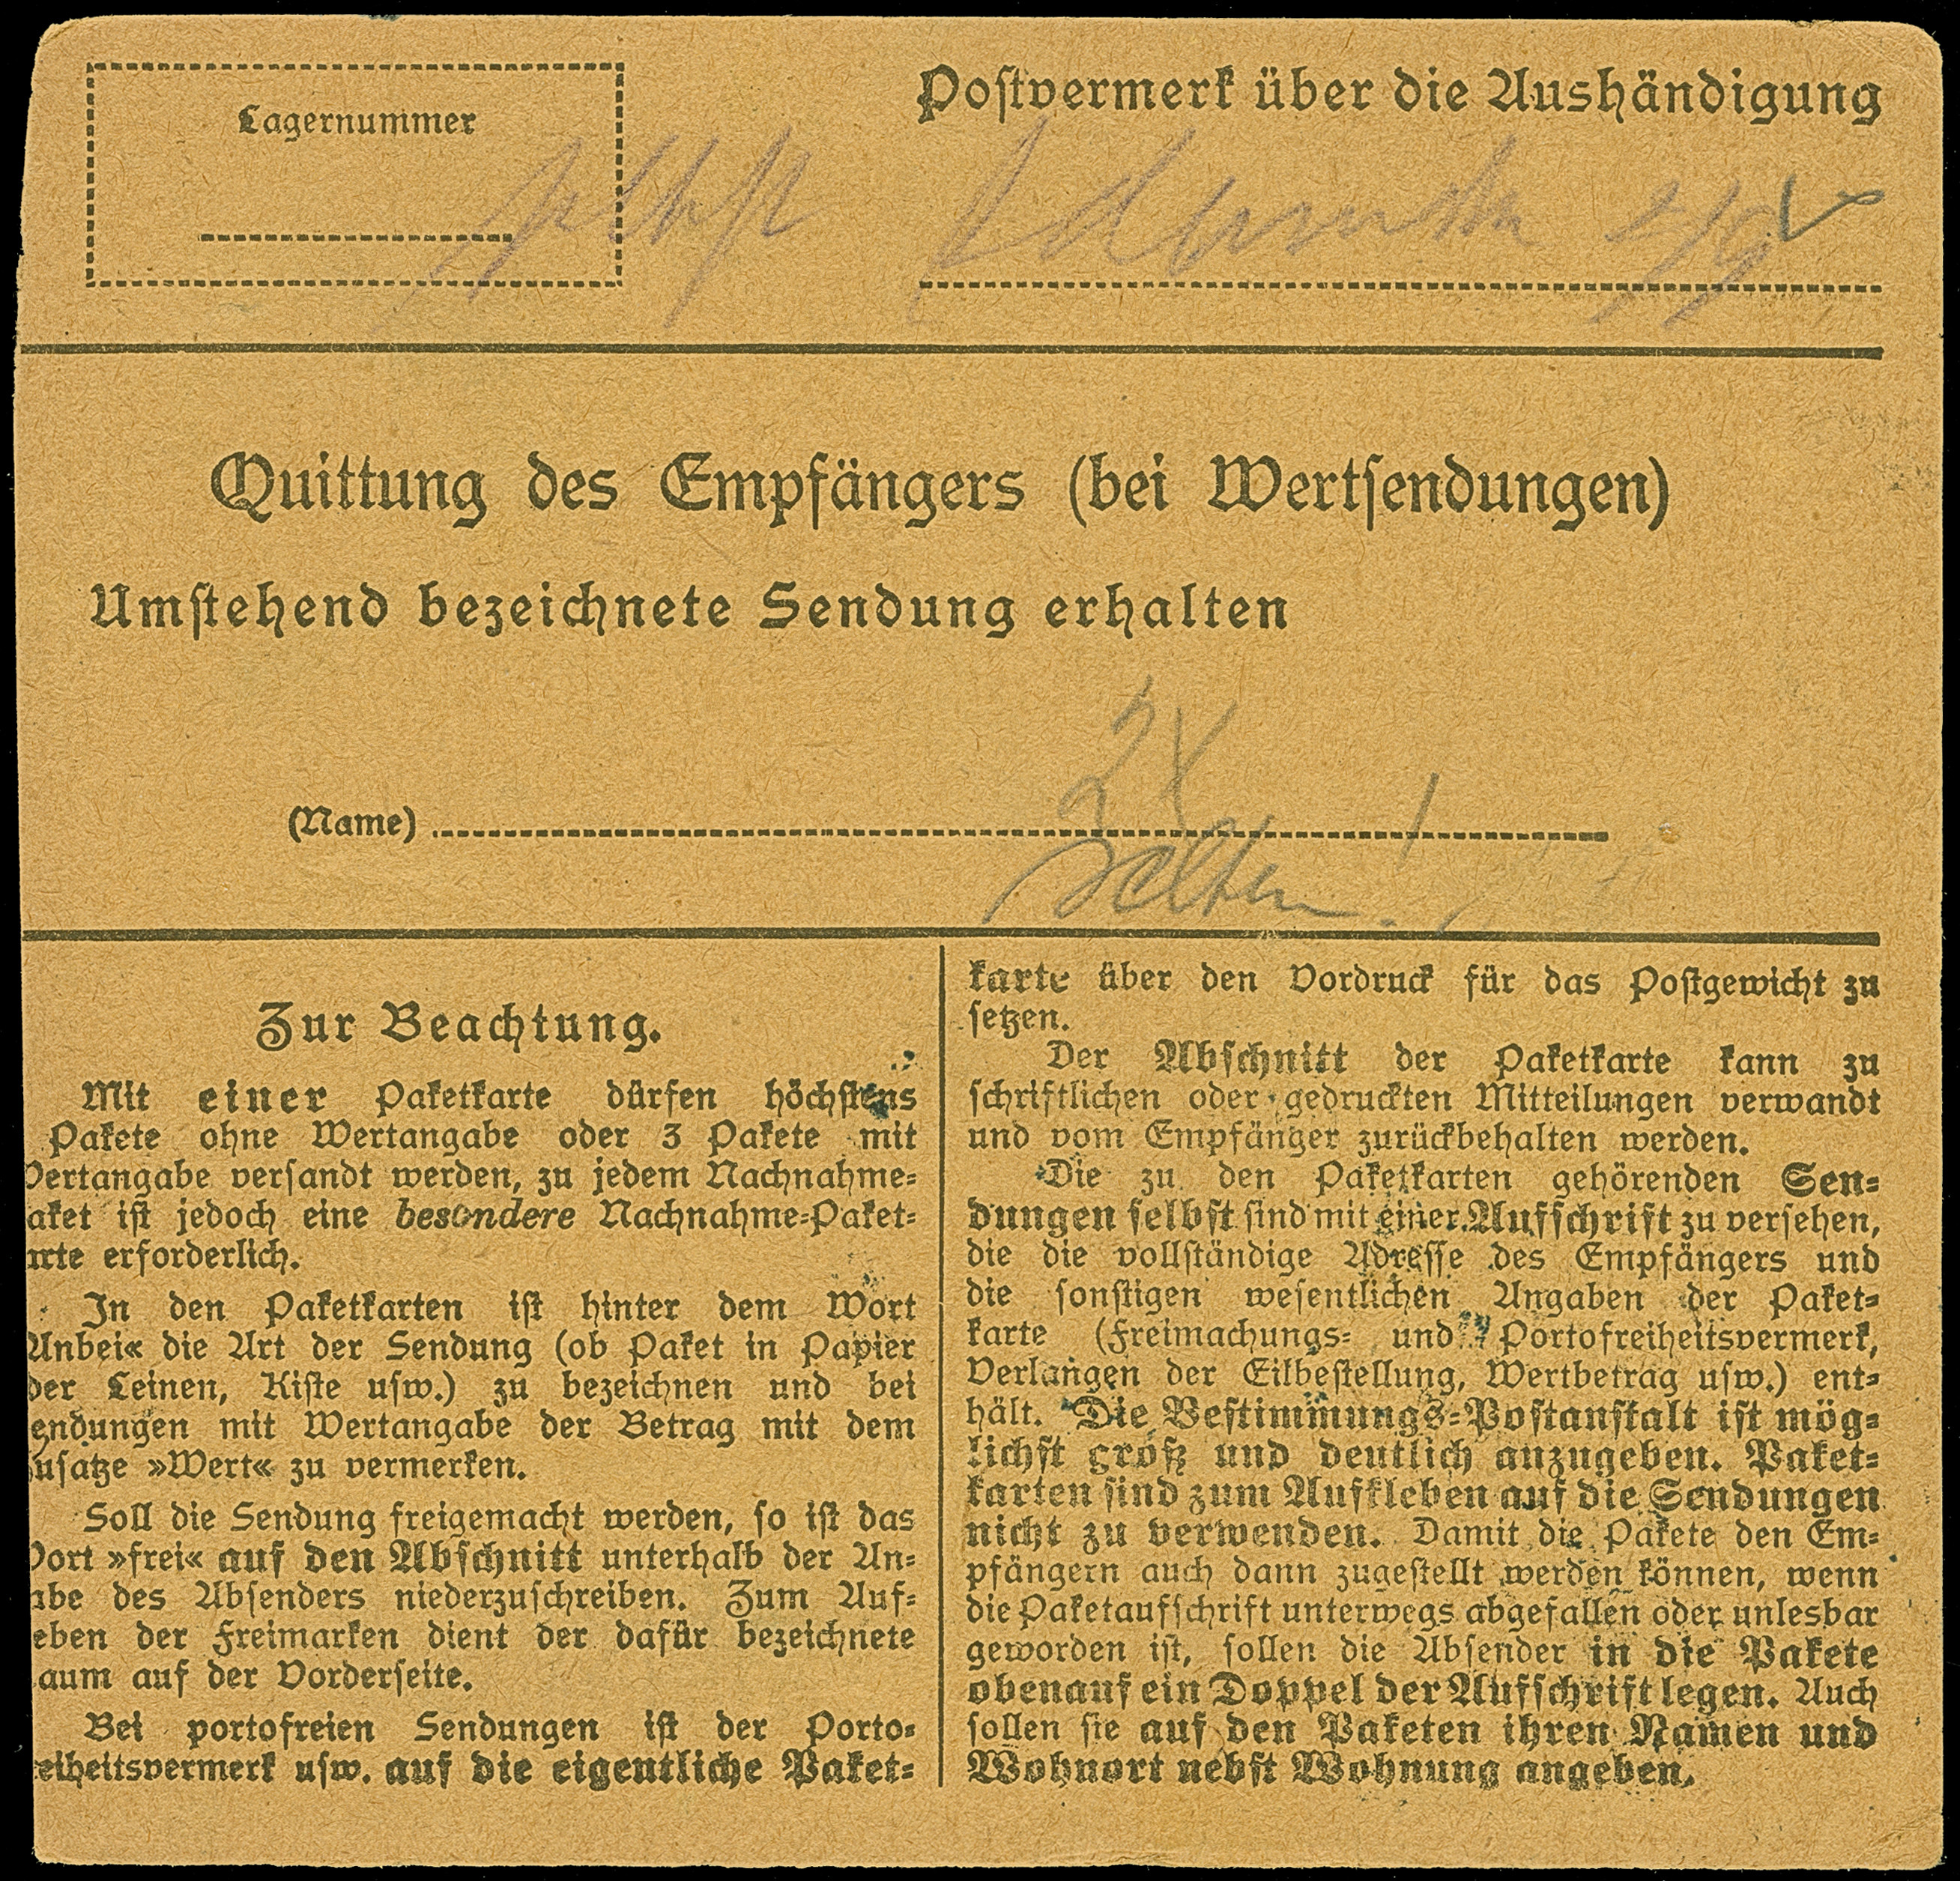 Lagernummer
Postvermerk über die Aushändigung
Quittung des Empfängers (bei Wertsendungen)
Umstehend bezeichnete Sendung erhalten
2X
(Name)
selten!
Zur Beachtung.
Mit einer Paketkarte dürfen höchstens
Pakete ohne Wertangabe oder 3 Pakete mit
Wertangabe versandt werden, zu jedem Nachnahme=
aket ist jedoch eine besondere Nachnahme=Paket=
arte erforderlich.
In den Paketkarten ist hinter dem Wort
Anbei« die Art der Sendung (ob Paket in Papier
der Leinen, Kiste usw.) zu bezeichnen und bei
endungen mit Wertangabe der Betrag mit dem
usatze »Wert« zu vermerken.
Soll die Sendung freigemacht werden, so ist das
Wort »frei« auf den Abschnitt unterhalb der An=
abe des Absenders niederzuschreiben. Zum Auf=
eben der Freimarken dient der dafür bezeichnete
aum auf der Vorderseite.
Bei portofreien Sendungen ist der Porto=
eiheitsvermerk usw. auf die eigentliche Paket=
karte über den Vordruck für das Postgewicht zu
setzen.
Der Abschnitt der Paketkarte kann zu
schriftlichen oder gedruckten Mitteilungen verwandt
und vom Empfänger zurückbehalten werden.
Die zu den Paketkarten gehörenden Sen=
dungen selbst sind mit einer Aufschrift zu versehen,
die die vollständige Adresse des Empfängers und
die sonstigen wesentlichen Angaben der Paket=
karte (Freimachungs= und Portofreiheitsvermerk,
Verlangen der Eilbestellung, Wertbetrag usw.) ent=
hält. Die Bestimmungs=Postanstalt ist mög=
lichst groß und deutlich anzugeben. Paket=
karten sind zum Aufkleben auf die Sendungen
nicht zu verwenden. Damit die Pakete den Em=
pfängern auch dann zugestellt werden können, wenn
die Paketaufschrift unterwegs abgefallen oder unlesbar
geworden ist, sollen die Absender in die Pakete
obenauf ein Doppel der Aufschrift legen. Auch
sollen sie auf den Paketen ihren Namen und
Wohnort nebst Wohnung angeben.